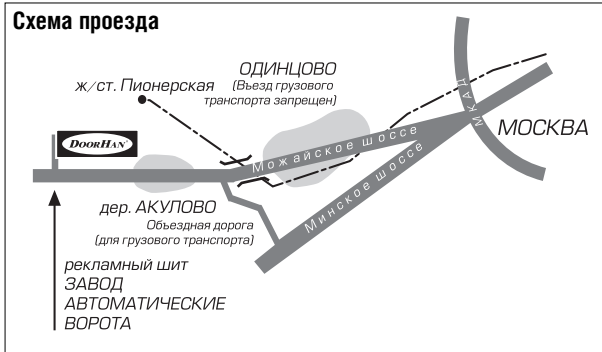 Схема проезда
ОДИНЦОВО
(Въезд грузового
транспорта запрещен)
ж/ст. Пионерская
МКАД
МОСКВА
DOORHAN®
Можайское шоссе
Минское шоссе
дер. АКУЛОВО
Объездная дорога
(для грузового транспорта)
рекламный шит
ЗАВОД
АВТОМАТИЧЕСКИЕ
ВОРОТА